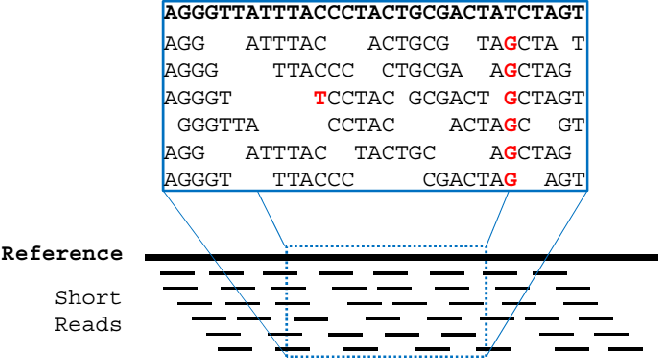 AGGGTTATTTACCCTACTGCGACTATCTAGT
AGG   ATTTAC   ACTGCG  TAGCTA T
AGGG    TTACCC  CTGCGA  AGCTAG
AGGGT      TCCTAC GCGACT GCTAGT
 GGGTTA     CCTAC    ACTAGC  GT
AGG   ATTTAC  TACTGC    AGCTAG
AGGGT   TTACCC     CGACTAG  AGT
Reference
Short
Reads